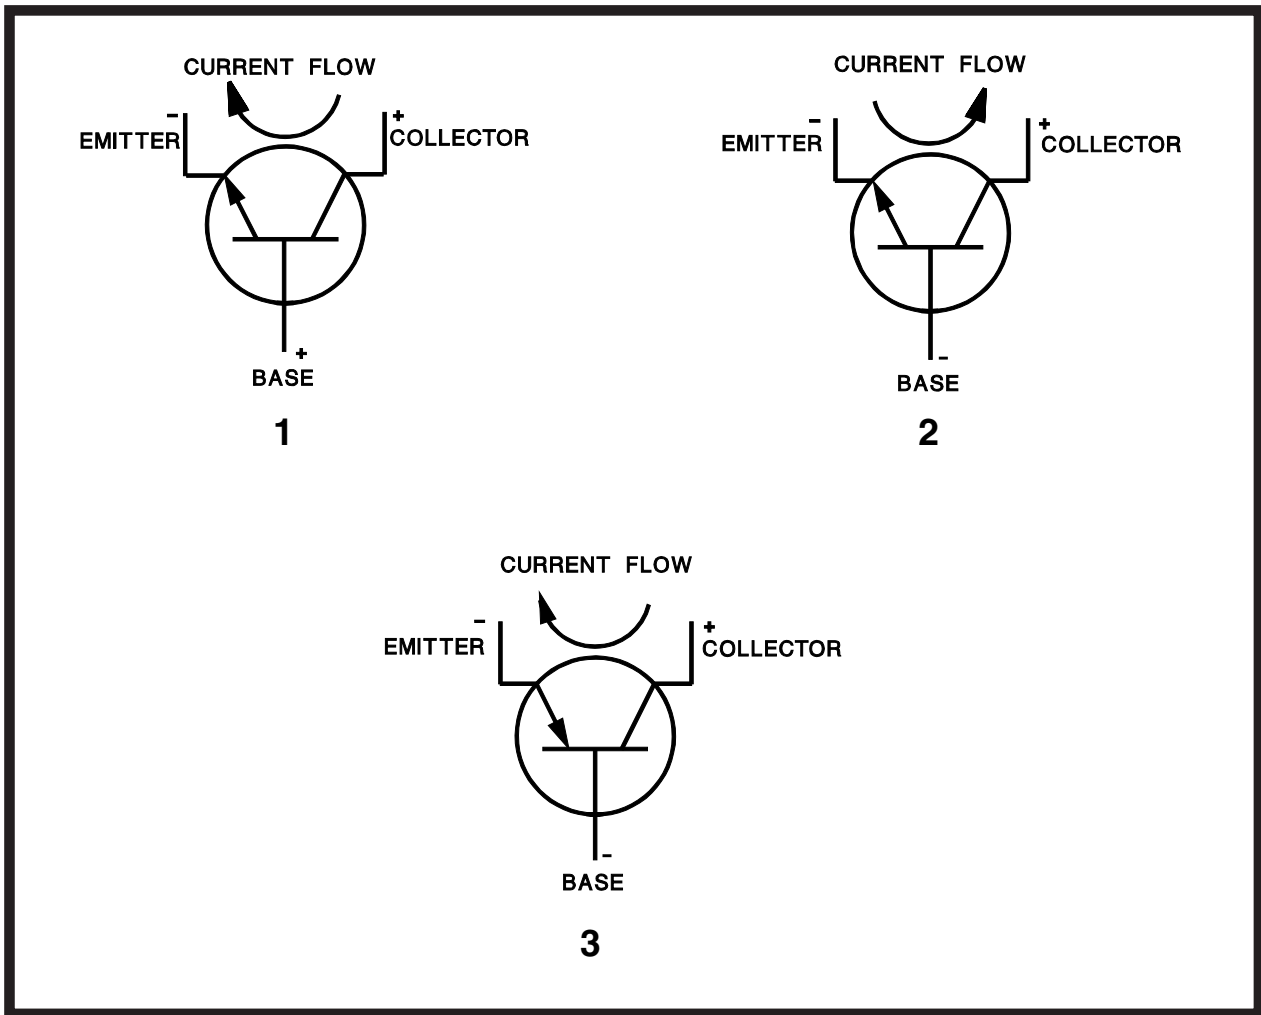 CURRENT FLOW
- +
EMITTER COLLECTOR
+
BASE
1
CURRENT FLOW
- +
EMITTER COLLECTOR
-
BASE
2
CURRENT FLOW
- +
EMITTER COLLECTOR
-
BASE
3